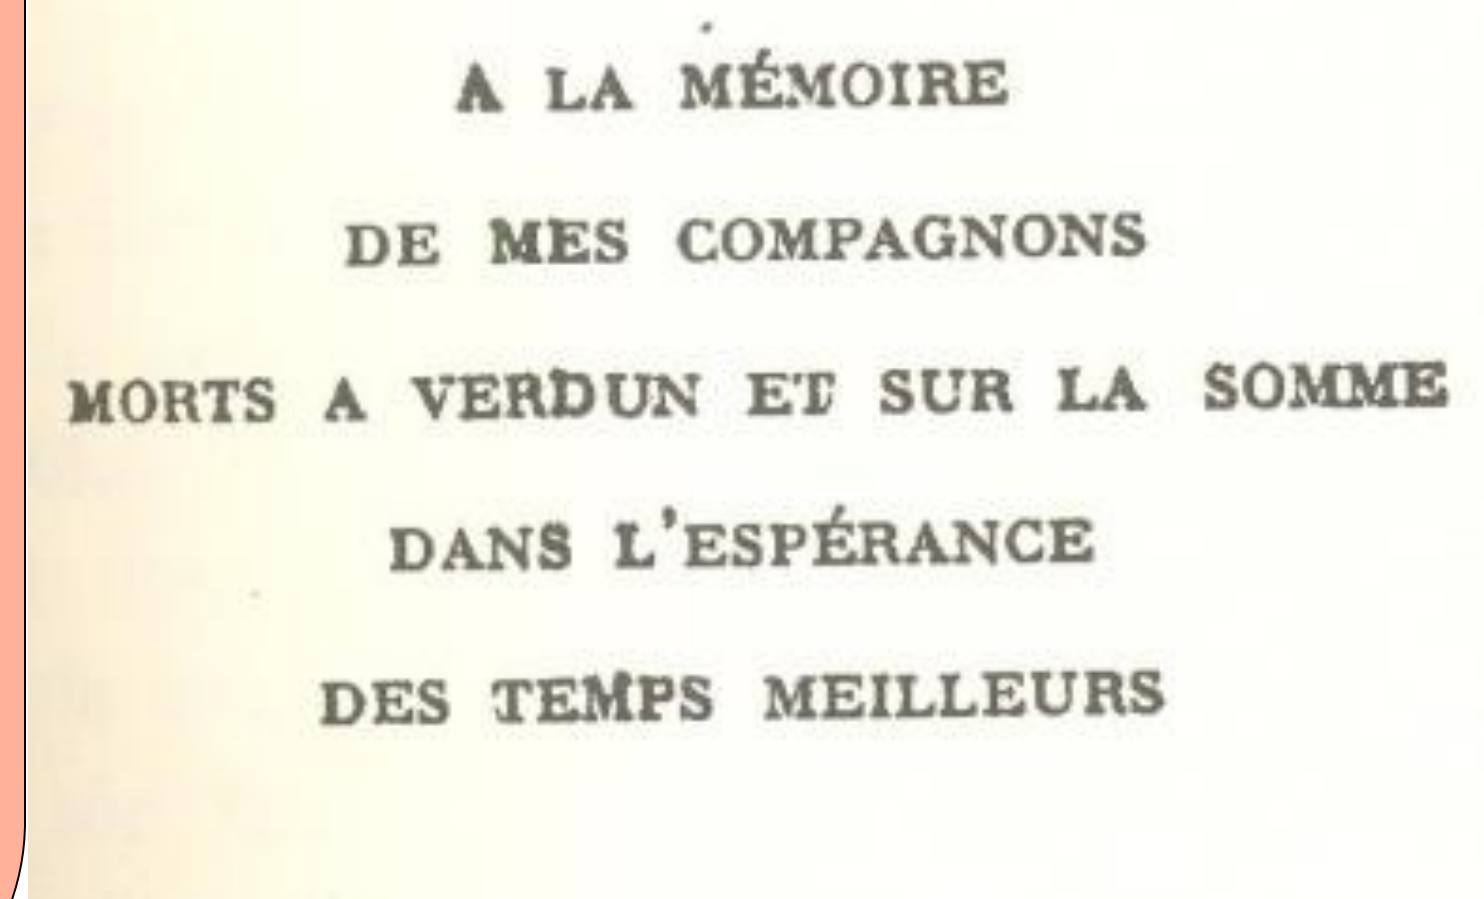 A LA MÉMOIRE
DE MES COMPAGNONS
MORTS A VERDUN ET SUR LA SOMME
DANS L'ESPÉRANCE
DES TEMPS MEILLEURS